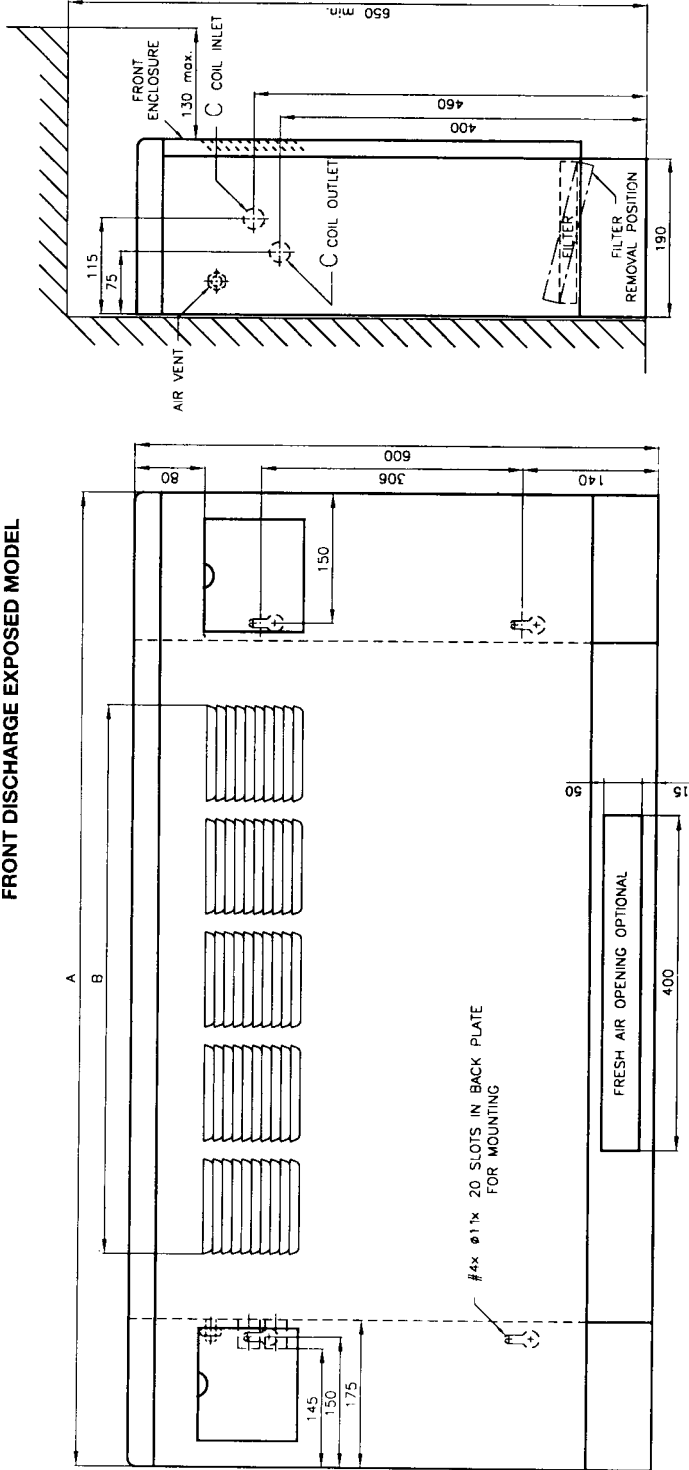 FRONT DISCHARGE EXPOSED MODEL
A
B
80
600
306
140
150
145
150
175
#4x ø11x 20 SLOTS IN BACK PLATE
FOR MOUNTING
FRESH AIR OPENING OPTIONAL
400
50
15
650 min.
FRONT
ENCLOSURE
130 max.
C COIL INLET
460
400
115
75
AIR VENT
C COIL OUTLET
FILTER
FILTER
REMOVAL POSITION
190